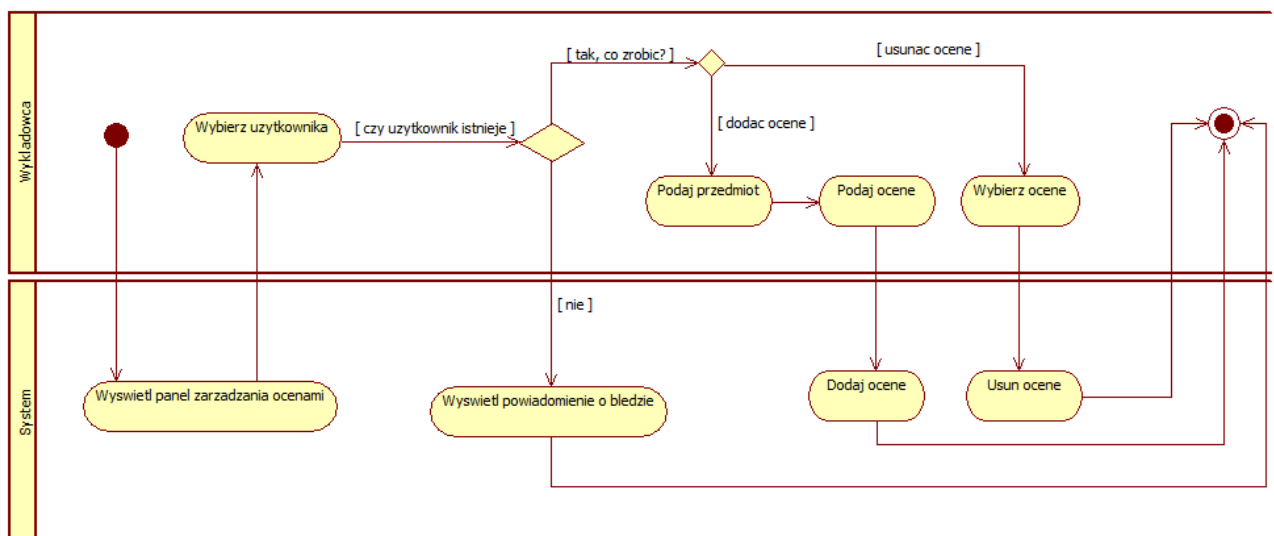 Wykladowca
[ tak, co zrobic? ]
[ usunac ocene ]
Wybierz uzytkownika
[ czy uzytkownik istnieje ]
[ dodac ocene ]
Podaj przedmiot
Podaj ocene
Wybierz ocene
System
[ nie ]
Wyswietl panel zarzadzania ocenami
Wyswietl powiadomienie o bledzie
Dodaj ocene
Usun ocene